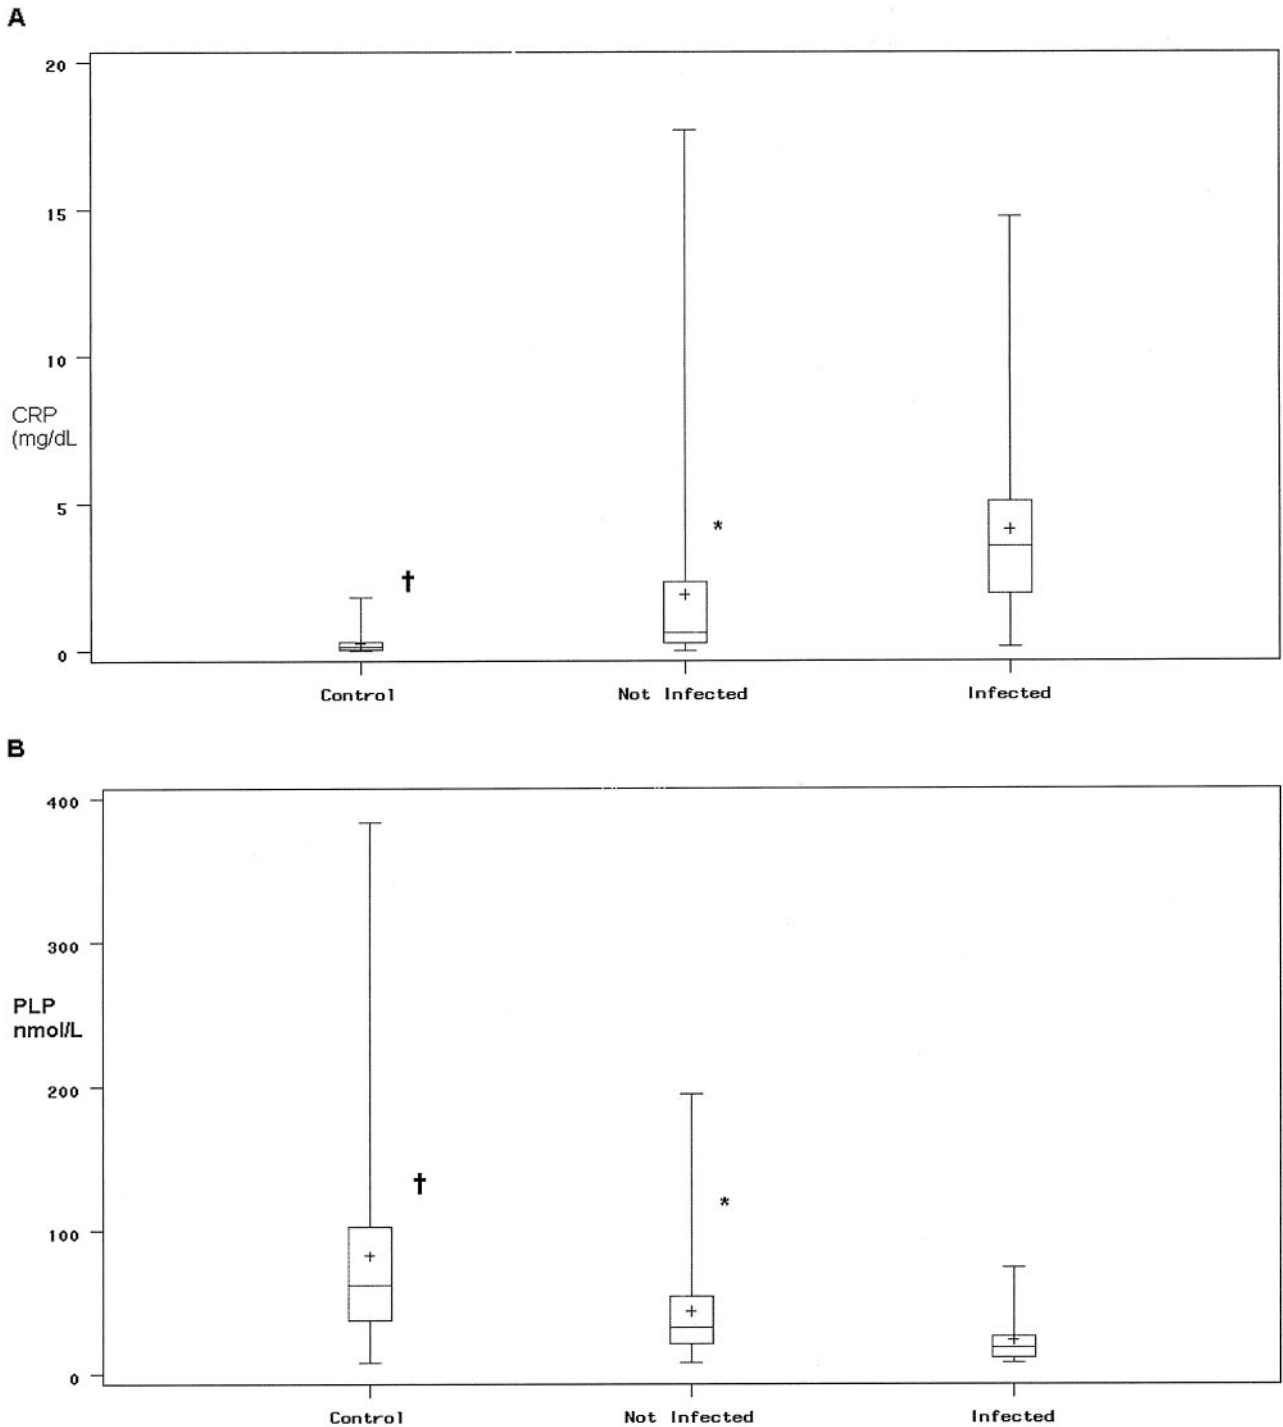 A
20
15
10
CRP
(mg/dL
5
†
*
0
Control Not Infected Infected
B
400
300
PLP
nmol/L
200
†
*
100
0
Control Not Infected Infected